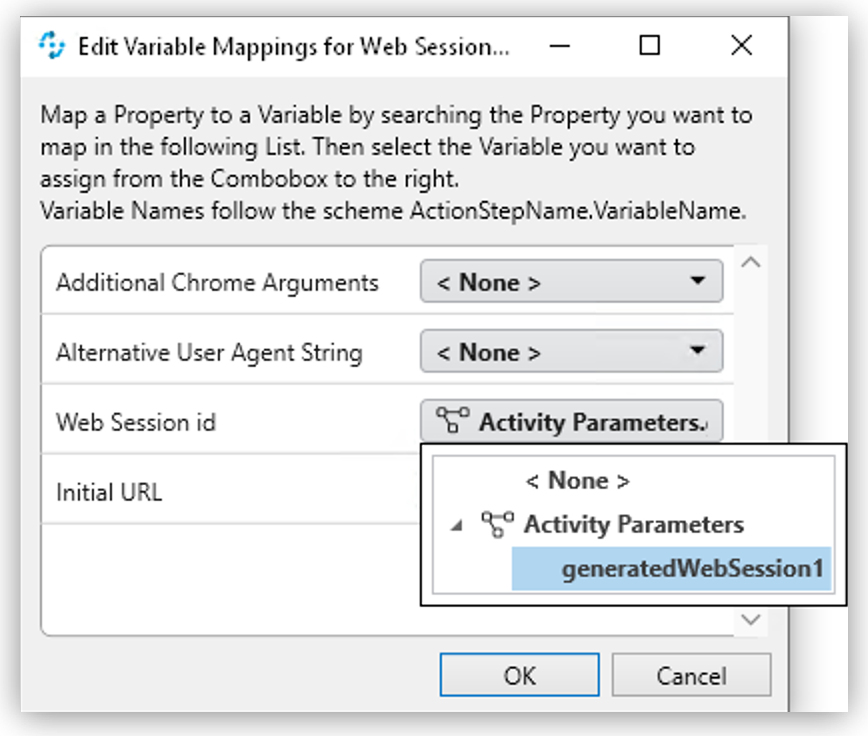 Edit Variable Mappings for Web Session...
Map a Property to a Variable by searching the Property you want to
map in the following List. Then select the Variable you want to
assign from the Combobox to the right.
Variable Names follow the scheme ActionStepName.VariableName.
Additional Chrome Arguments < None >
Alternative User Agent String < None >
Web Session id Activity Parameters.
Initial URL
< None >
Activity Parameters
generatedWebSession1
OK Cancel